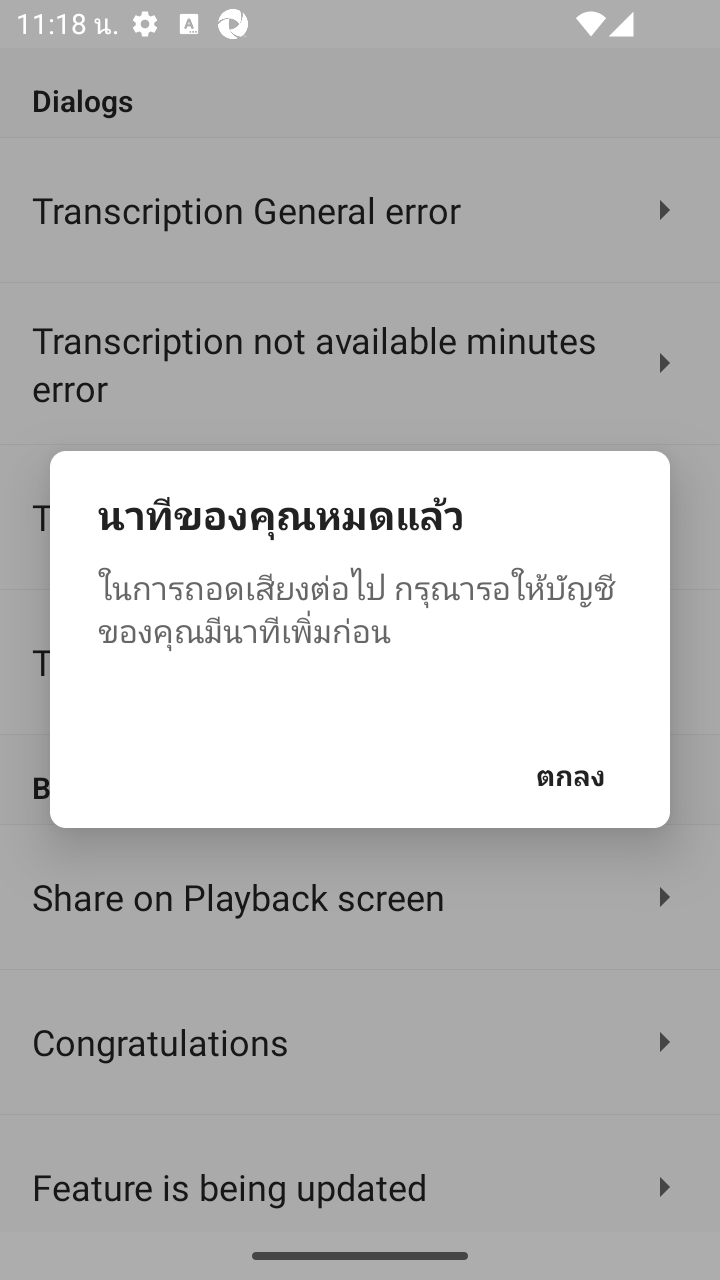 11:18 น.
Dialogs
Transcription General error
Transcription not available minutes
error
T
นาทีของคุณหมดแล้ว
ในการถอดเสียงต่อไป กรุณารอให้บัญชี
ของคุณมีนาทีเพิ่มก่อน
T
ตกลง
B
Share on Playback screen
Congratulations
Feature is being updated